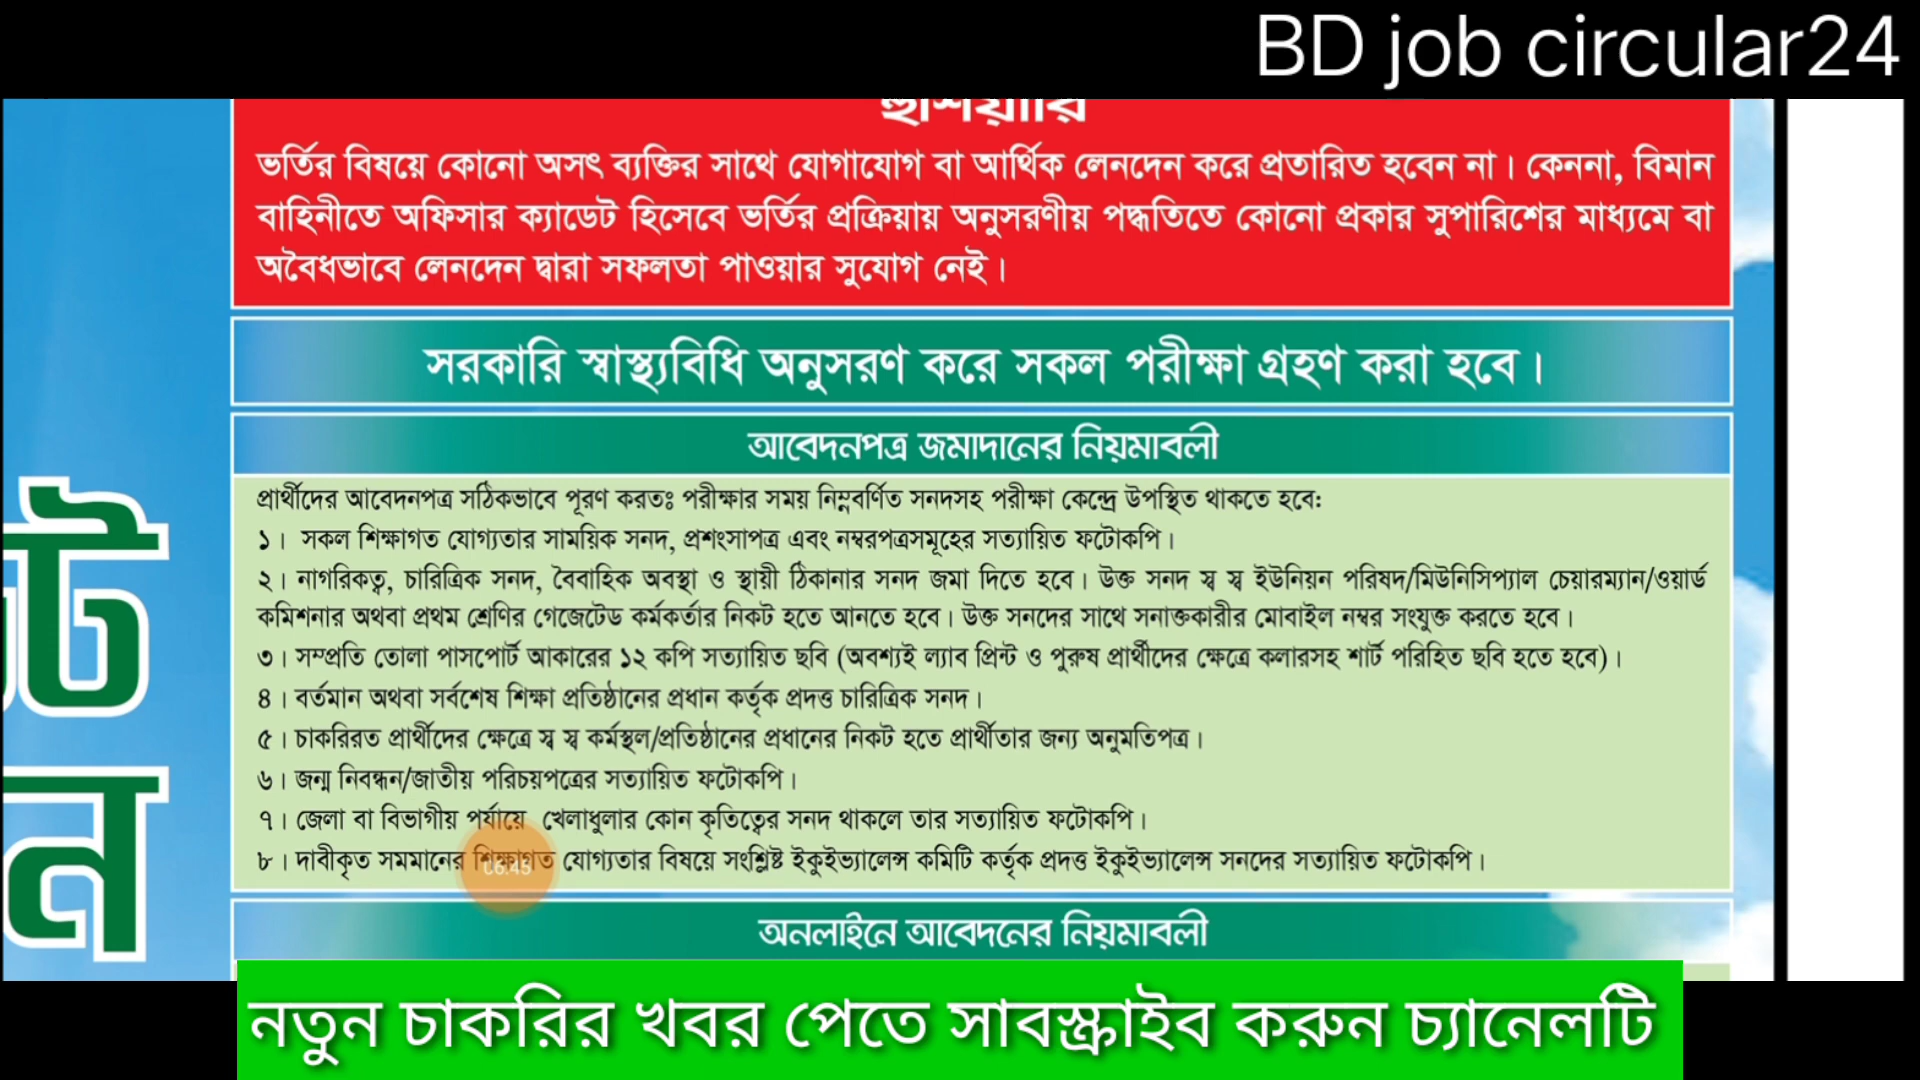 BD job circular24
হুঁশিয়ারি
ভর্তির বিষয়ে কোনো অসৎ ব্যক্তির সাথে যোগাযোগ বা আর্থিক লেনদেন করে প্রতারিত হবেন না। কেননা, বিমান
বাহিনীতে অফিসার ক্যাডেট হিসেবে ভর্তির প্রক্রিয়ায় অনুসরণীয় পদ্ধতিতে কোনো প্রকার সুপারিশের মাধ্যমে বা
অবৈধভাবে লেনদেন দ্বারা সফলতা পাওয়ার সুযোগ নেই।
সরকারি স্বাস্থ্যবিধি অনুসরণ করে সকল পরীক্ষা গ্রহণ করা হবে।
আবেদনপত্র জমাদানের নিয়মাবলী
প্রার্থীদের আবেদনপত্র সঠিকভাবে পূরণ করতঃ পরীক্ষার সময় নিম্নবর্ণিত সনদসহ পরীক্ষা কেন্দ্রে উপস্থিত থাকতে হবে:
১। সকল শিক্ষাগত যোগ্যতার সাময়িক সনদ, প্রশংসাপত্র এবং নম্বরপত্রসমূহের সত্যায়িত ফটোকপি।
২। নাগরিকত্ব, চারিত্রিক সনদ, বৈবাহিক অবস্থা ও স্থায়ী ঠিকানার সনদ জমা দিতে হবে। উক্ত সনদ স্ব স্ব ইউনিয়ন পরিষদ/মিউনিসিপ্যাল চেয়ারম্যান/ওয়ার্ড
কমিশনার অথবা প্রথম শ্রেণির গেজেটেড কর্মকর্তার নিকট হতে আনতে হবে। উক্ত সনদের সাথে সনাক্তকারীর মোবাইল নম্বর সংযুক্ত করতে হবে।
৩। সম্প্রতি তোলা পাসপোর্ট আকারের ১২ কপি সত্যায়িত ছবি (অবশ্যই ল্যাব প্রিন্ট ও পুরুষ প্রার্থীদের ক্ষেত্রে কলারসহ শার্ট পরিহিত ছবি হতে হবে)।
৪। বর্তমান অথবা সর্বশেষ শিক্ষা প্রতিষ্ঠানের প্রধান কর্তৃক প্রদত্ত চারিত্রিক সনদ।
৫। চাকরিরত প্রার্থীদের ক্ষেত্রে স্ব স্ব কর্মস্থল/প্রতিষ্ঠানের প্রধানের নিকট হতে প্রার্থীতার জন্য অনুমতিপত্র।
৬। জন্ম নিবন্ধন/জাতীয় পরিচয়পত্রের সত্যায়িত ফটোকপি।
৭। জেলা বা বিভাগীয় পর্যায়ে খেলাধুলার কোন কৃতিত্বের সনদ থাকলে তার সত্যায়িত ফটোকপি।
৮। দাবীকৃত সমমানের শিক্ষাগত যোগ্যতার বিষয়ে সংশ্লিষ্ট ইকুইভ্যালেন্স কমিটি কর্তৃক প্রদত্ত ইকুইভ্যালেন্স সনদের সত্যায়িত ফটোকপি।
অনলাইনে আবেদনের নিয়মাবলী
নতুন চাকরির খবর পেতে সাবস্ক্রাইব করুন চ্যানেলটি